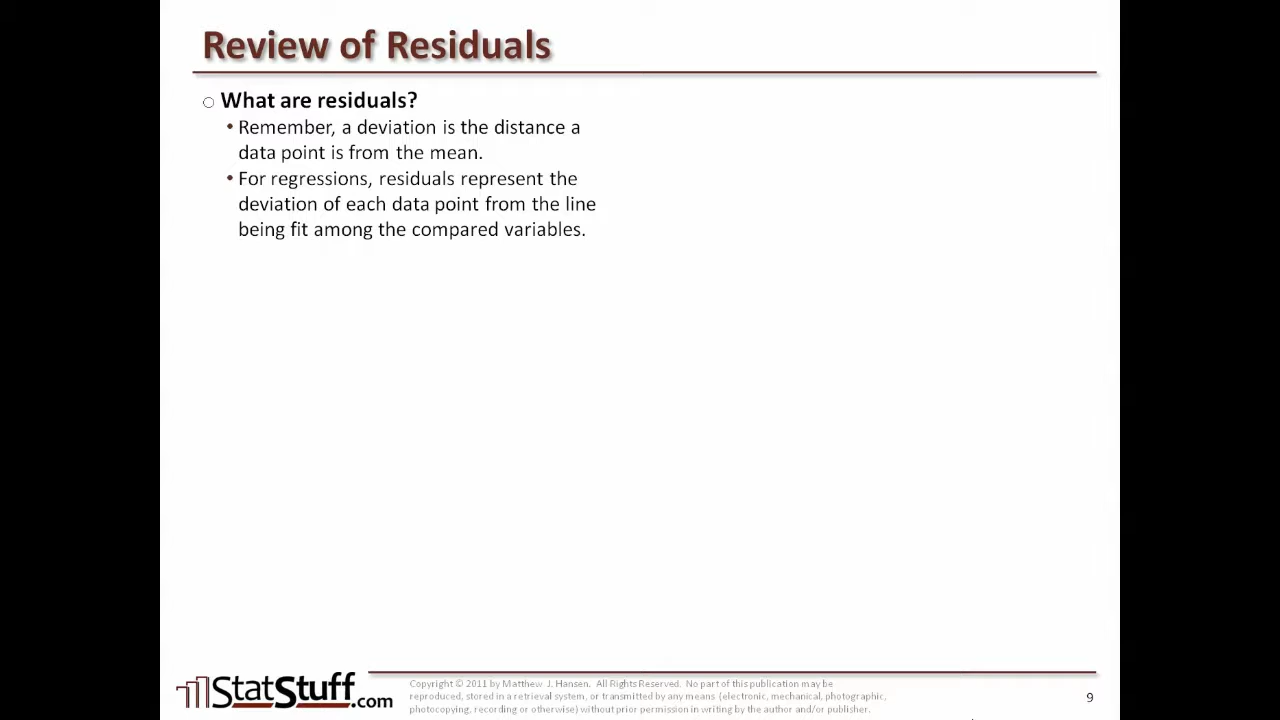 Review of Residuals
○ What are residuals?
• Remember, a deviation is the distance a
data point is from the mean.
• For regressions, residuals represent the
deviation of each data point from the line
being fit among the compared variables.
StatStuff.com
Copyright © 2011 by Matthew J. Hansen. All Rights Reserved. No part of this publication may be
reproduced, stored in a retrieval system, or transmitted by any means (electronic, mechanical, photographic,
photocopying, recording or otherwise) without prior permission in writing by the author and/or publisher.
9